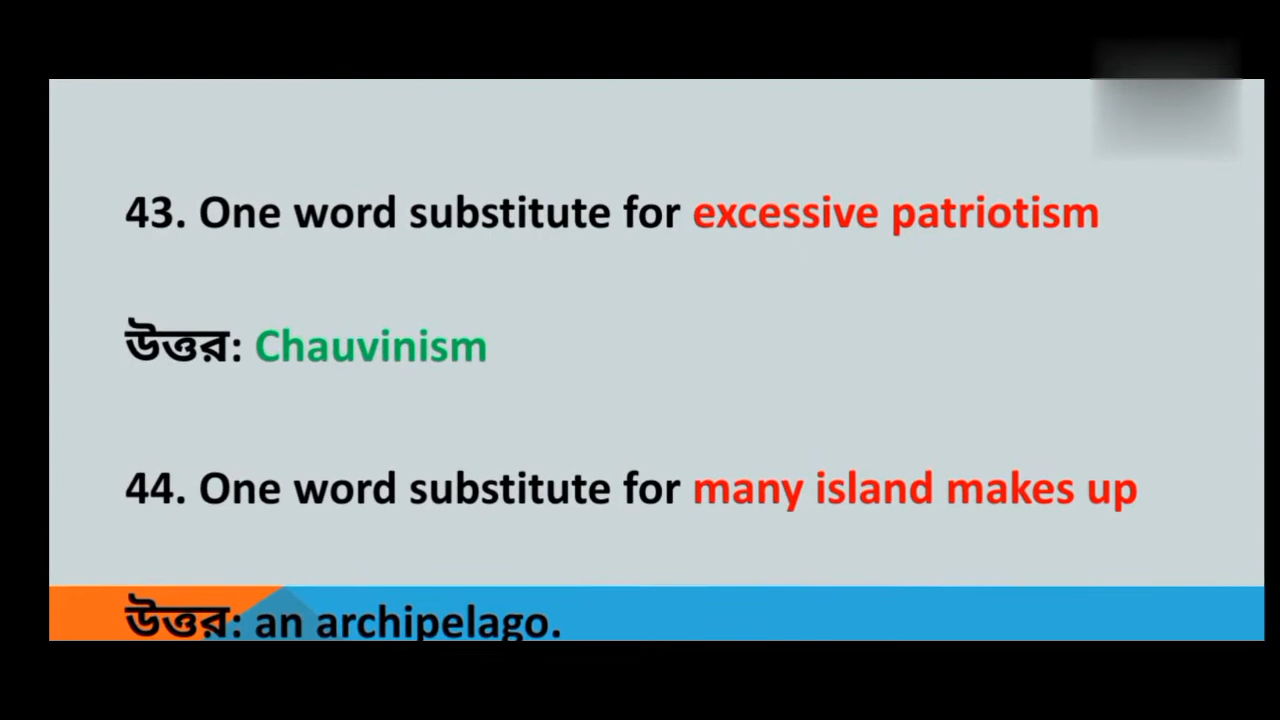 43. One word substitute for excessive patriotism
উত্তর: Chauvinism
44. One word substitute for many island makes up
উত্তর: an archipelago.